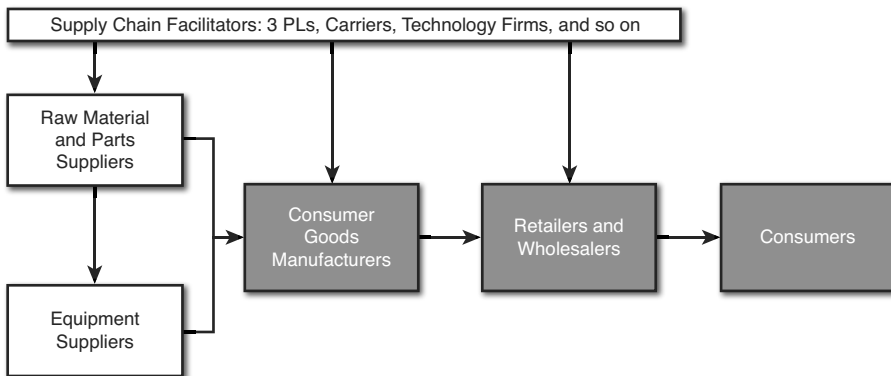 Supply Chain Facilitators: 3 PLs, Carriers, Technology Firms, and so on
Raw Material
and Parts
Suppliers
Consumer
Goods
Manufacturers
Retailers and
Wholesalers
Consumers
Equipment
Suppliers